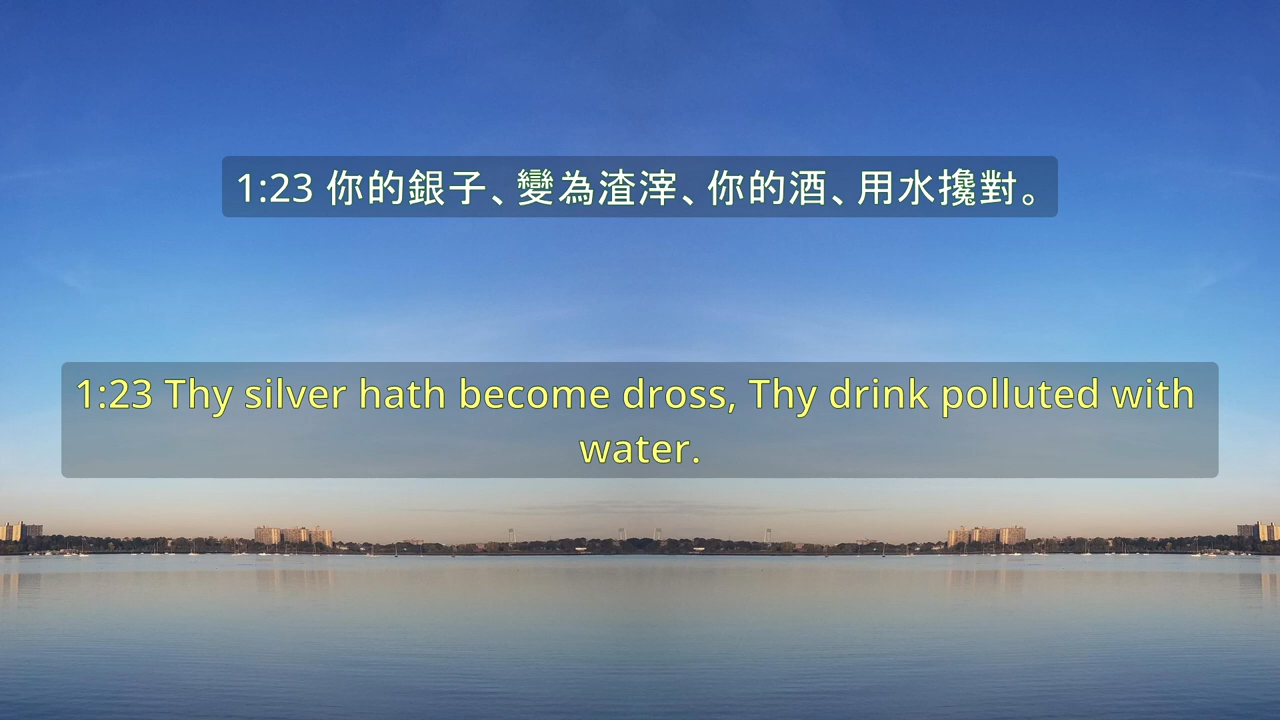 1:23 你的銀子、變為渣滓、你的酒、用水攙對。
1:23 Thy silver hath become dross, Thy drink polluted with
water.